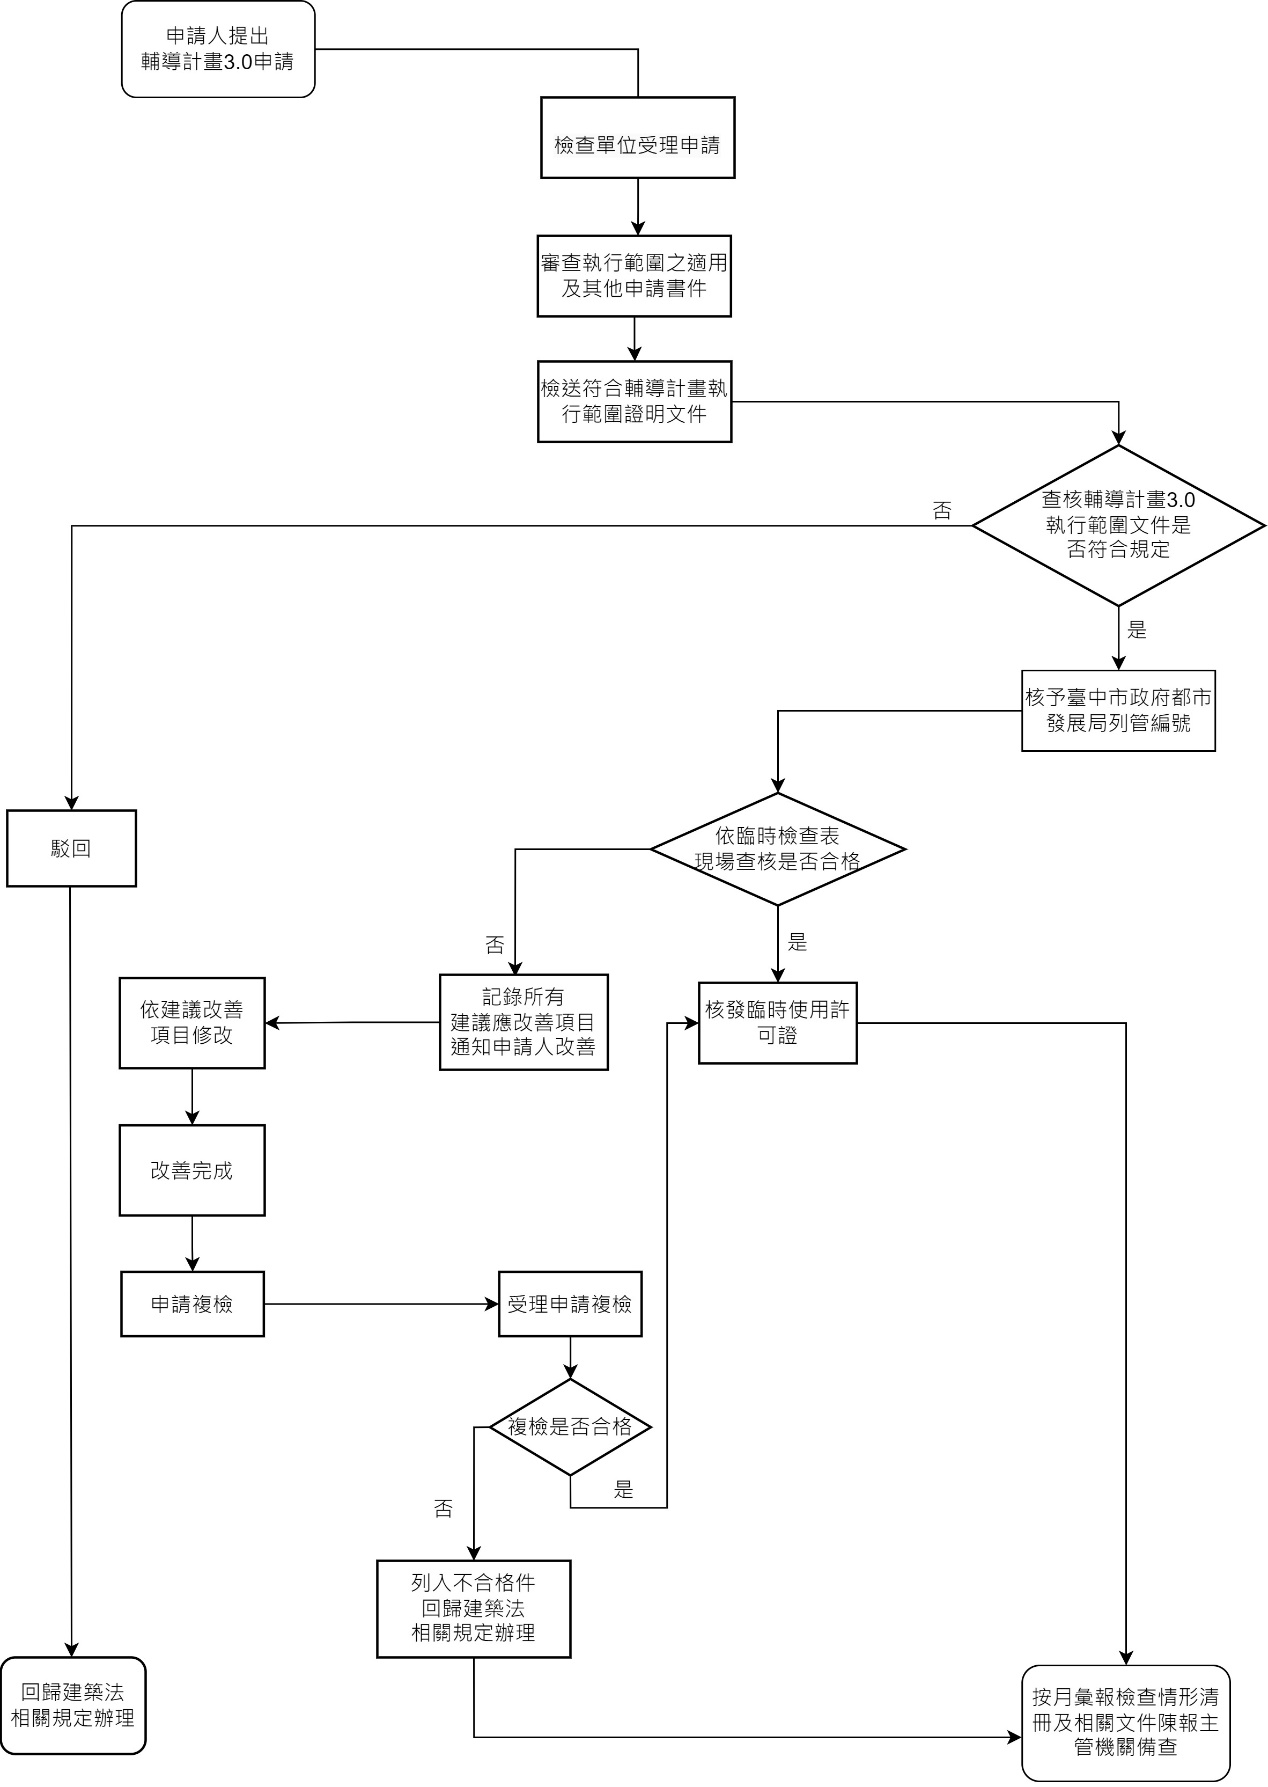 申請人提出
輔導計畫3.0申請
檢查單位受理申請
審查執行範圍之適用
及其他申請書件
檢送符合輔導計畫執
行範圍證明文件
查核輔導計畫3.0
執行範圍文件是
否符合規定
否
是
核予臺中市政府都市
發展局列管編號
駁回
依臨時檢查表
現場查核是否合格
否
是
依建議改善
項目修改
記錄所有
建議應改善項目
通知申請人改善
核發臨時使用許
可證
改善完成
申請複檢
受理申請複檢
複檢是否合格
是
否
列入不合格件
回歸建築法
相關規定辦理
回歸建築法
相關規定辦理
按月彙報檢查情形清
冊及相關文件陳報主
管機關備查